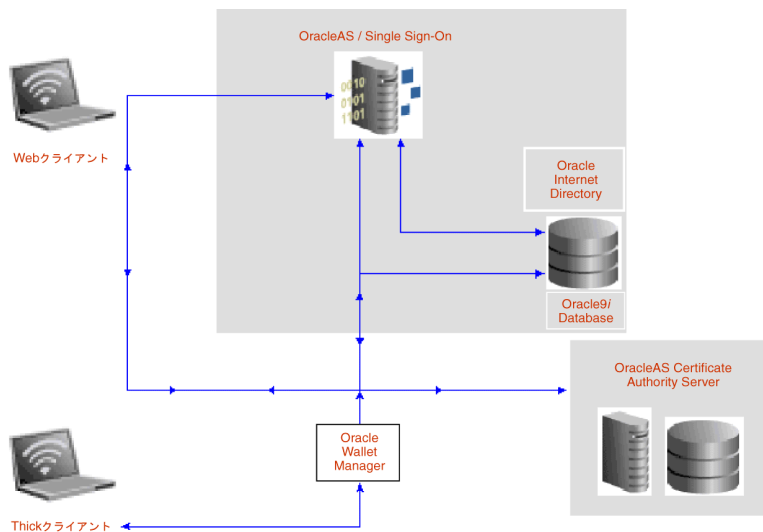 OracleAS / Single Sign-On
0010
0101
1101
Webクライアント
Oracle
Internet
Directory
Oracle9i
Database
OracleAS Certificate
Authority Server
Oracle
Wallet
Manager
Thickクライアント